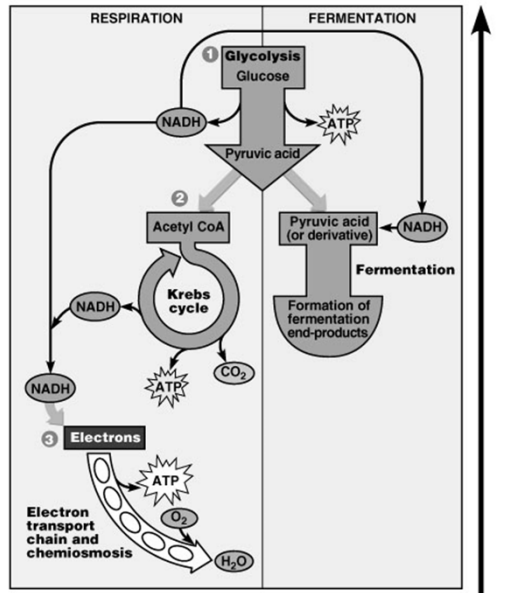 RESPIRATION
FERMENTATION
1
Glycolysis
Glucose
NADH
ATP
Pyruvic acid
2
Acetyl CoA
Pyruvic acid
(or derivative)
NADH
Fermentation
Krebs
cycle
NADH
Formation of
fermentation
end-products
ATP
CO₂
NADH
3
Electrons
ATP
Electron
transport
chain and
chemiosmosis
O₂
H₂O